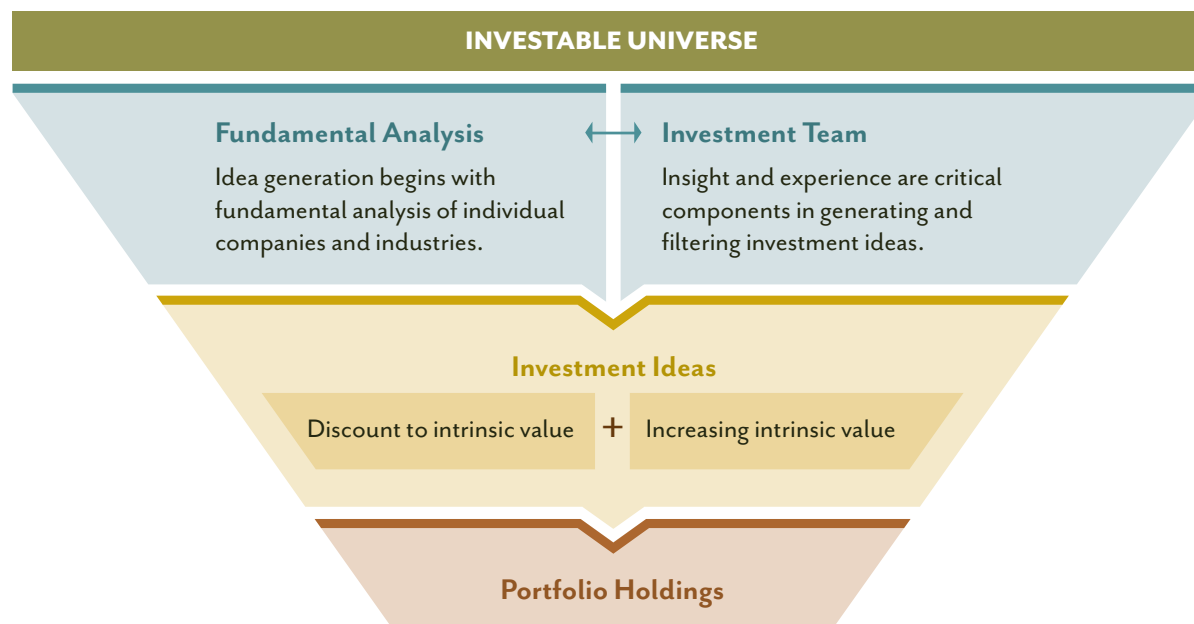 INVESTABLE UNIVERSE
Fundamental Analysis
Idea generation begins with
fundamental analysis of individual
companies and industries.
Investment Team
Insight and experience are critical
components in generating and
filtering investment ideas.
Investment Ideas
Discount to intrinsic value + Increasing intrinsic value
Portfolio Holdings